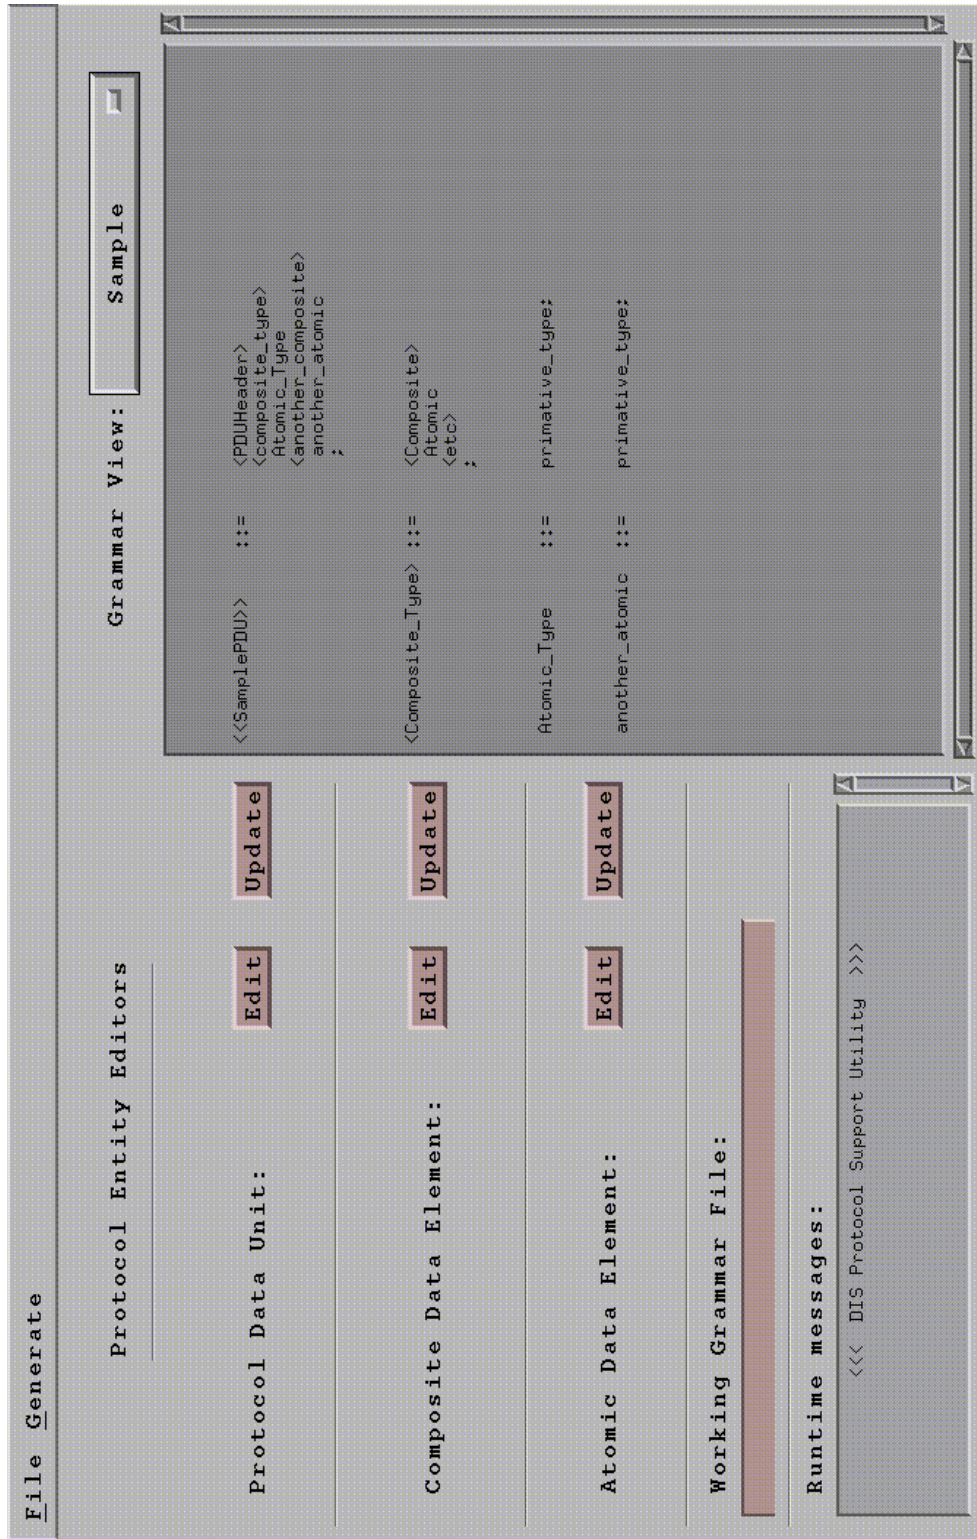 File Generate
Protocol Entity Editors
Protocol Data Unit: Edit Update
Composite Data Element: Edit Update
Atomic Data Element: Edit Update
Working Grammar File:
Runtime messages:
<<< DIS Protocol Support Utility >>>
Grammar View: Sample
<<SamplePDU>> ::= <PDUHeader>
<composite_type>
Atomic_Type
<another_composite>
another_atomic
;
<Composite_Type> ::= <Composite>
Atomic
<etc>
;
Atomic_Type ::= primative_type;
another_atomic ::= primative_type;